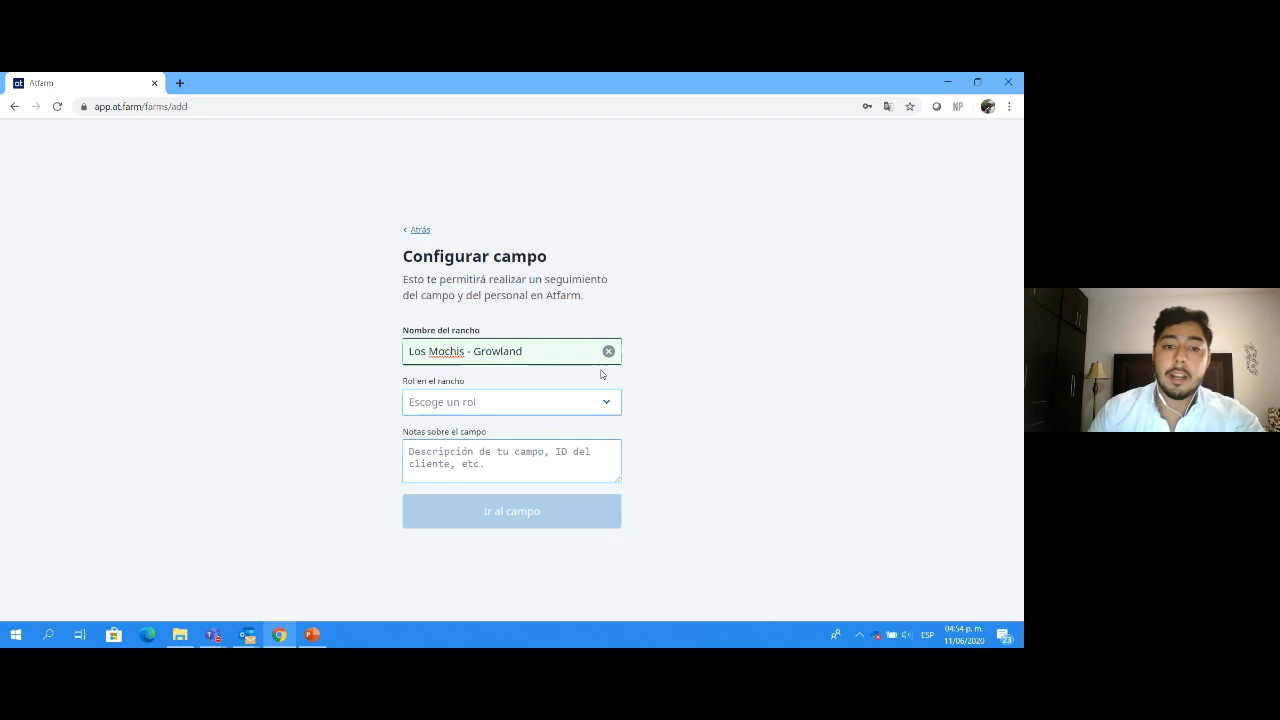 Atfarm
app.at.farm/farms/add
NP
Atrás
Configurar campo
Esto te permitirá realizar un seguimiento
del campo y del personal en Atfarm.
Nombre del rancho
Los Mochis - Growland
Rol en el rancho
Escoge un rol
Notas sobre el campo
Descripción de tu campo, ID del
cliente, etc.
Ir al campo
ESP
04:54 p. m.
11/06/2020
23